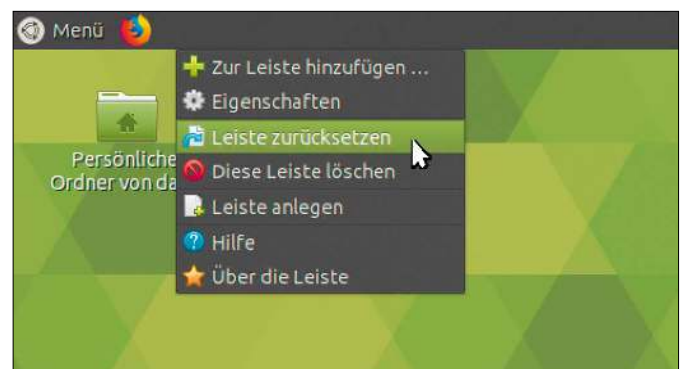 Menü
Zur Leiste hinzufügen ...
Eigenschaften
Leiste zurücksetzen
Diese Leiste löschen
Leiste anlegen
Hilfe
Über die Leiste
Persönliche
Ordner von da